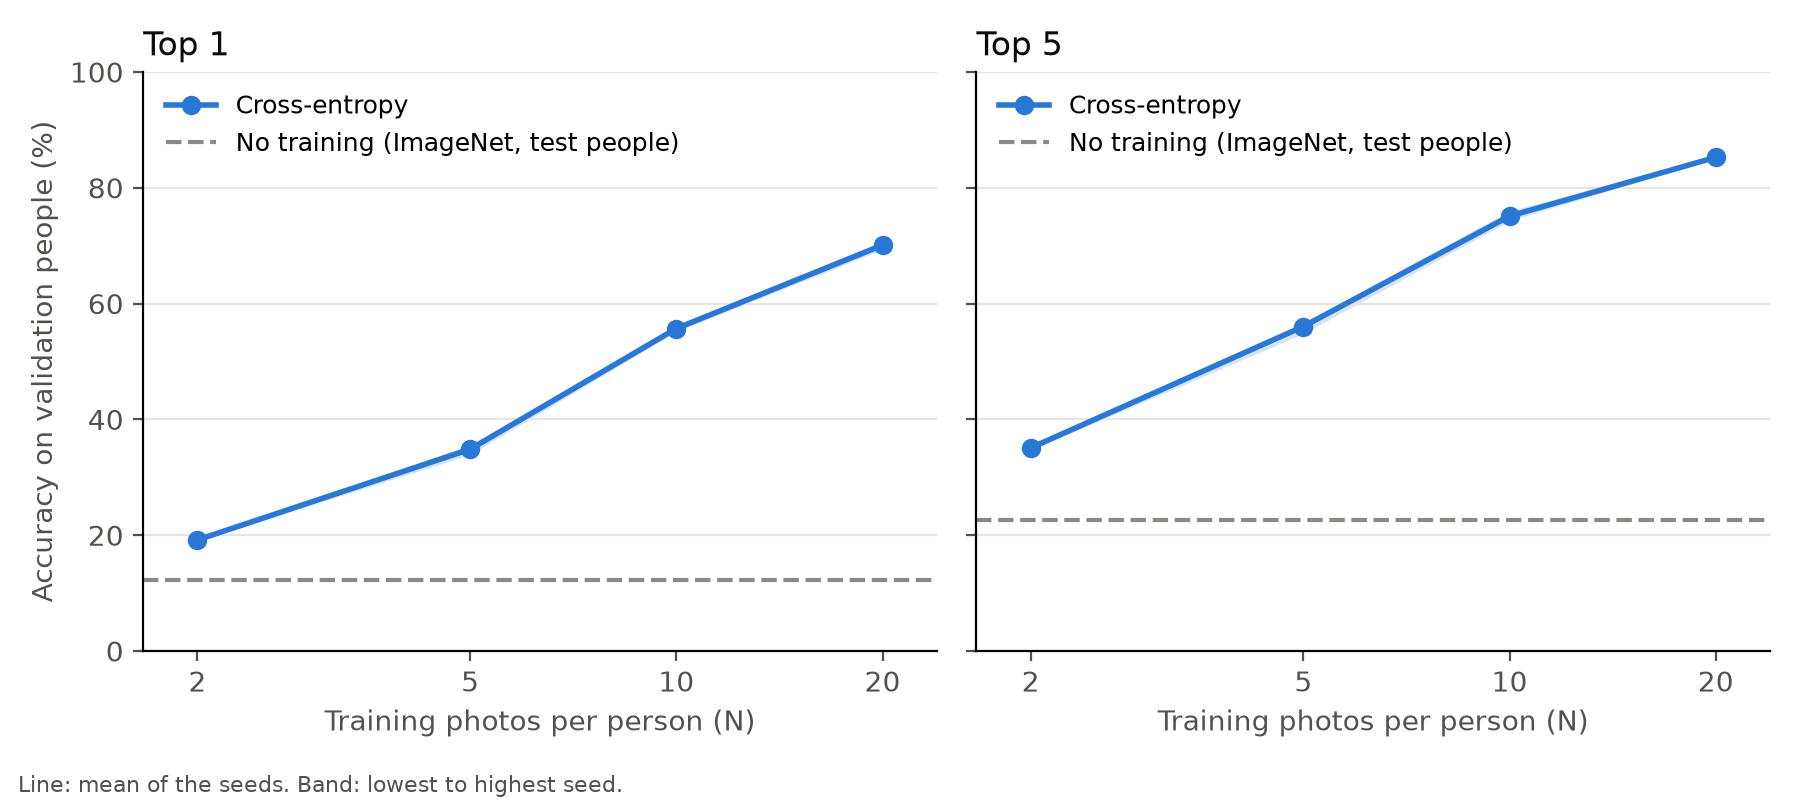 Top 1
Top 5
Accuracy on validation people (%)
100
80
60
40
20
0
Cross-entropy
No training (ImageNet, test people)
Cross-entropy
No training (ImageNet, test people)
2 5 10 20
2 5 10 20
Training photos per person (N)
Training photos per person (N)
Line: mean of the seeds. Band: lowest to highest seed.